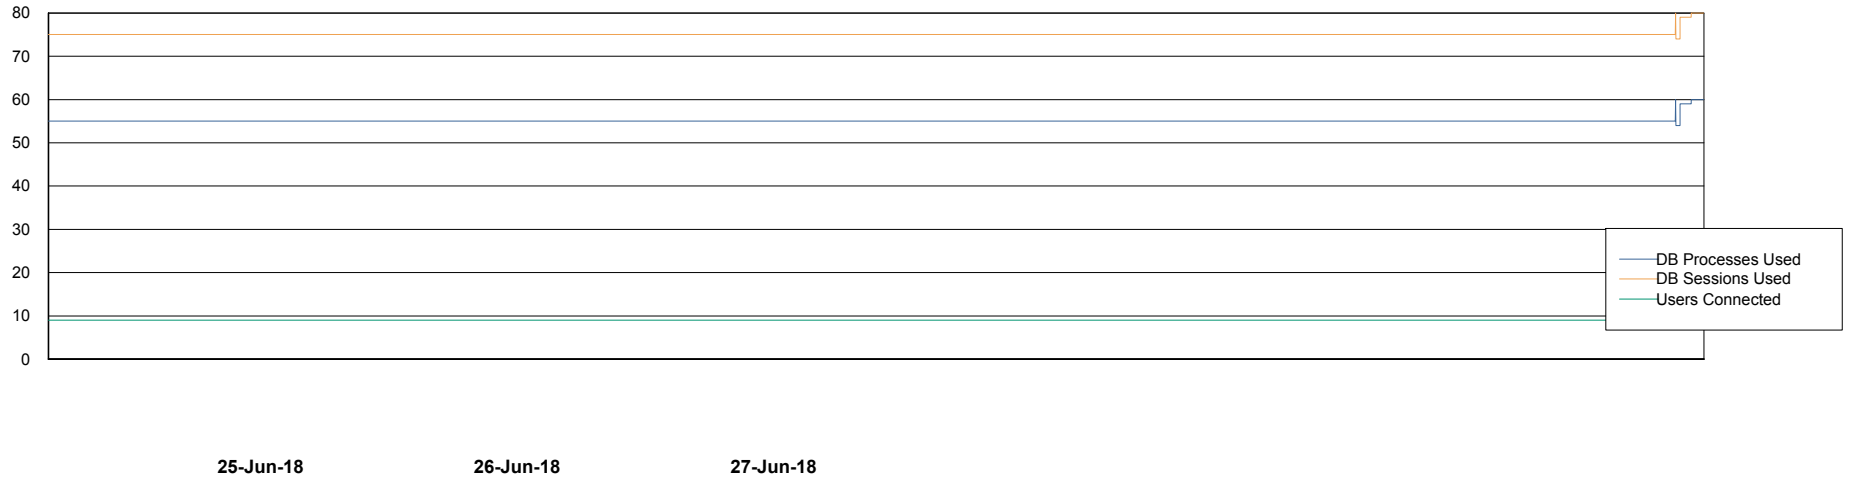 80
70
60
50
40
30
20
10
0
DB Processes Used
DB Sessions Used
Users Connected
25-Jun-18 26-Jun-18 27-Jun-18